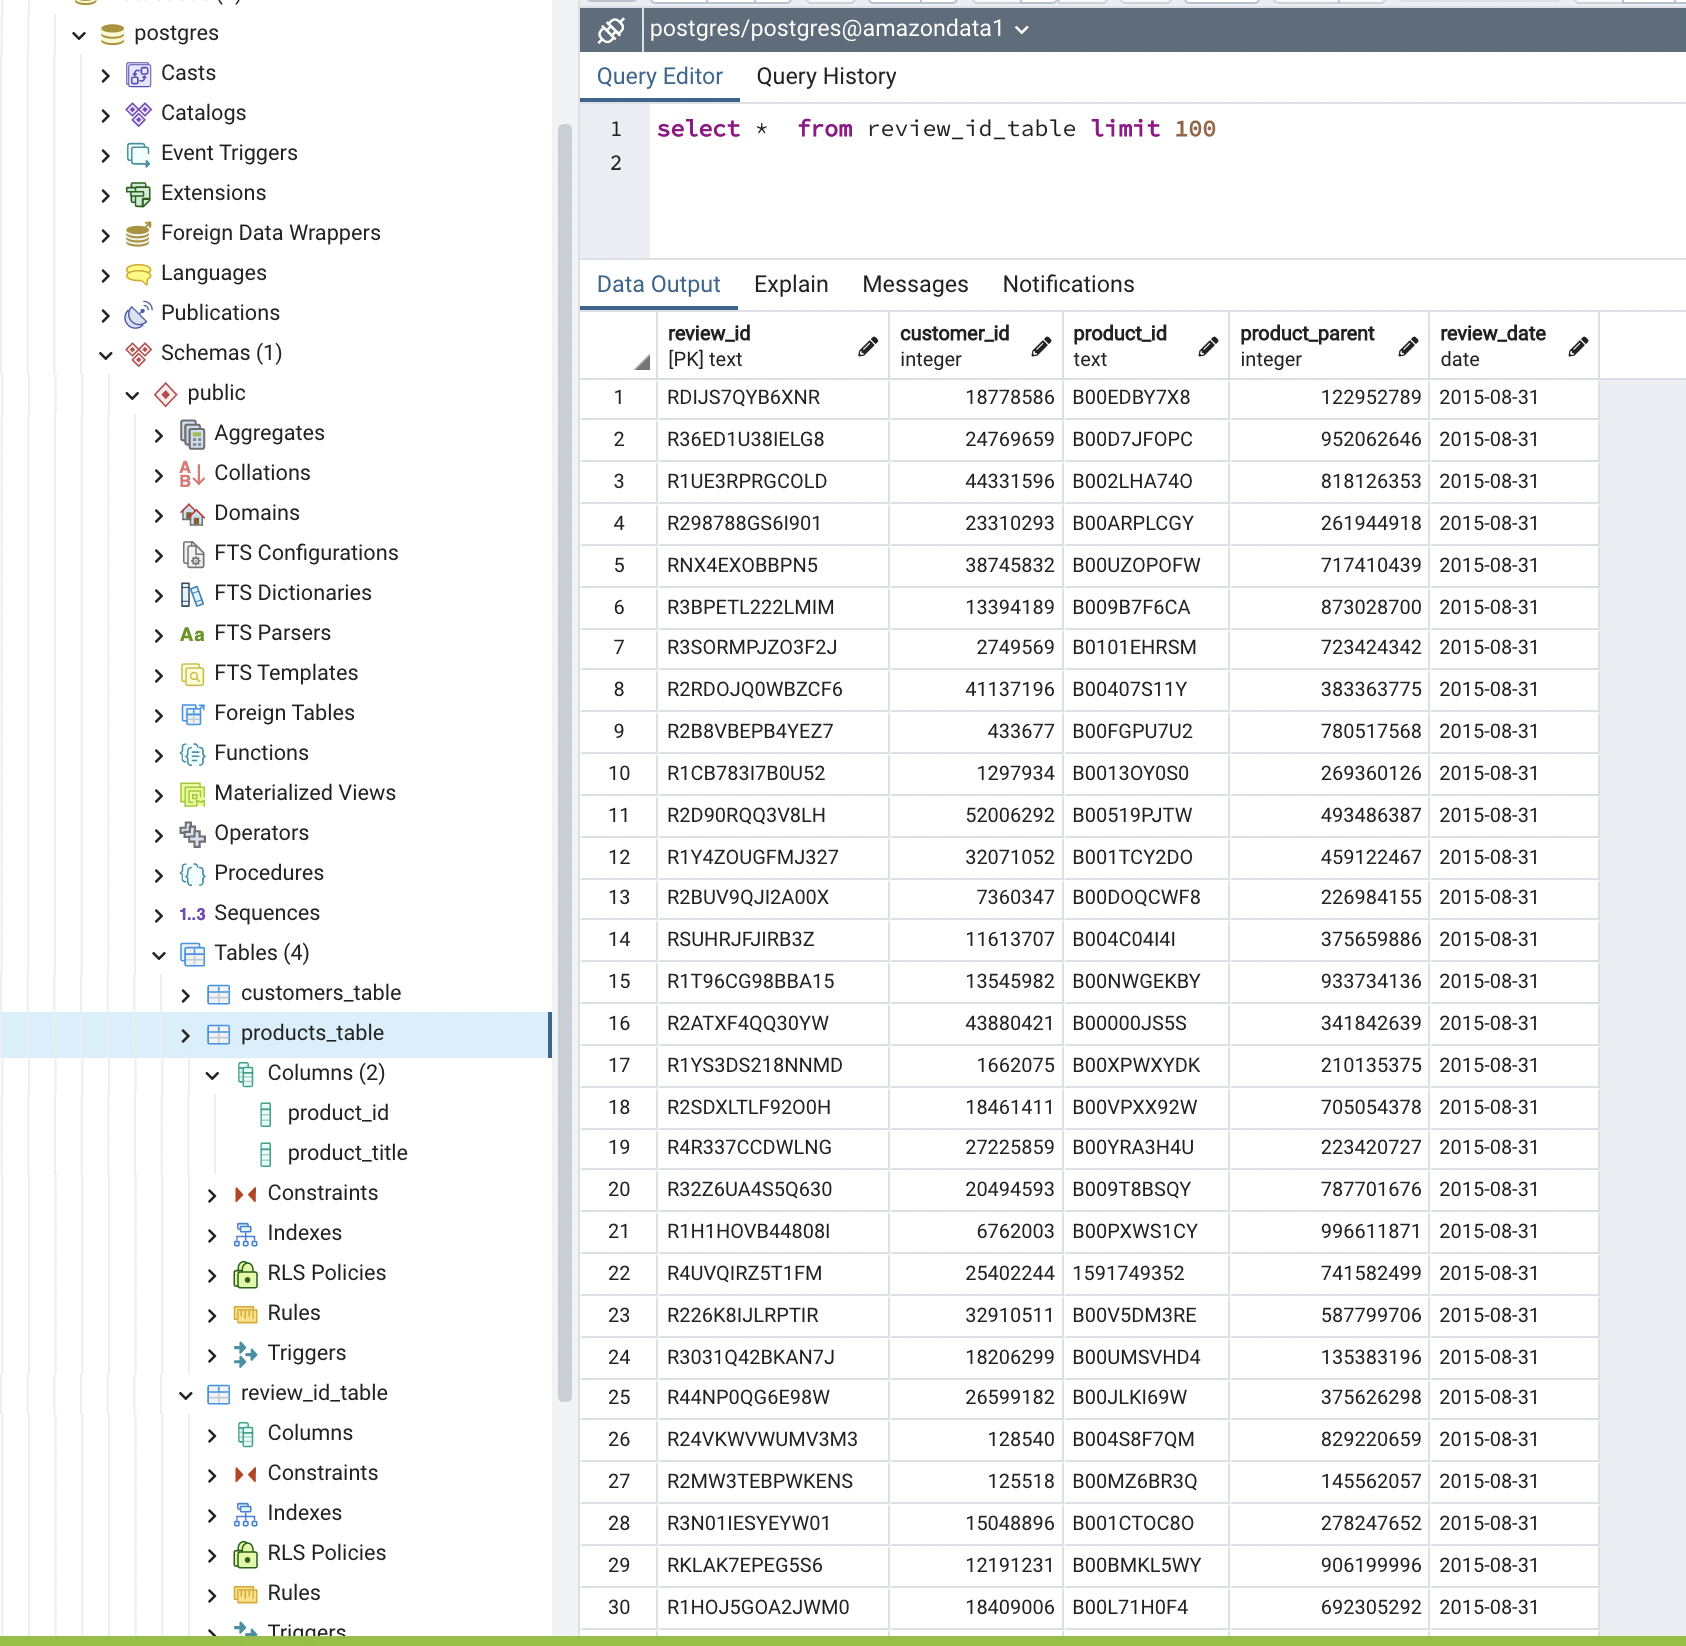 postgres
Casts
Catalogs
Event Triggers
Extensions
Foreign Data Wrappers
Languages
Publications
Schemas (1)
public
Aggregates
Collations
Domains
FTS Configurations
FTS Dictionaries
Aa FTS Parsers
FTS Templates
Foreign Tables
Functions
Materialized Views
Operators
Procedures
1..3 Sequences
Tables (4)
customers_table
products_table
Columns (2)
product_id
product_title
Constraints
Indexes
RLS Policies
Rules
Triggers
review_id_table
Columns
Constraints
Indexes
RLS Policies
Rules
Triggers
postgres/postgres@amazondata1
Query Editor Query History
1 select * from review_id_table limit 100
2
Data Output Explain Messages Notifications
review_id customer_id product_id product_parent review_date
[PK] text integer text integer date
1 RDIJS7QYB6XNR 18778586 B00EDBY7X8 122952789 2015-08-31
2 R36ED1U38IELG8 24769659 B00D7JFOPC 952062646 2015-08-31
3 R1UE3RPRGCOLD 44331596 B002LHA74O 818126353 2015-08-31
4 R298788GS6I901 23310293 B00ARPLCGY 261944918 2015-08-31
5 RNX4EXOBBPN5 38745832 B00UZOPOFW 717410439 2015-08-31
6 R3BPETL222LMIM 13394189 B009B7F6CA 873028700 2015-08-31
7 R3SORMPJZO3F2J 2749569 B0101EHRSM 723424342 2015-08-31
8 R2RDOJQ0WBZCF6 41137196 B00407S11Y 383363775 2015-08-31
9 R2B8VBEPB4YEZ7 433677 B00FGPU7U2 780517568 2015-08-31
10 R1CB783I7B0U52 1297934 B0013OY0S0 269360126 2015-08-31
11 R2D90RQQ3V8LH 52006292 B00519PJTW 493486387 2015-08-31
12 R1Y4ZOUGFMJ327 32071052 B001TCY2DO 459122467 2015-08-31
13 R2BUV9QJI2A00X 7360347 B00DOQCWF8 226984155 2015-08-31
14 RSUHRJFJIRB3Z 11613707 B004C04I4I 375659886 2015-08-31
15 R1T96CG98BBA15 13545982 B00NWGEKBY 933734136 2015-08-31
16 R2ATXF4QQ30YW 43880421 B00000JS5S 341842639 2015-08-31
17 R1YS3DS218NNMD 1662075 B00XPWXYDK 210135375 2015-08-31
18 R2SDXLTLF92O0H 18461411 B00VPXX92W 705054378 2015-08-31
19 R4R337CCDWLNG 27225859 B00YRA3H4U 223420727 2015-08-31
20 R32Z6UA4S5Q630 20494593 B009T8BSQY 787701676 2015-08-31
21 R1H1HOVB44808I 6762003 B00PXWS1CY 996611871 2015-08-31
22 R4UVQIRZ5T1FM 25402244 1591749352 741582499 2015-08-31
23 R226K8IJLRPTIR 32910511 B00V5DM3RE 587799706 2015-08-31
24 R3031Q42BKAN7J 18206299 B00UMSVHD4 135383196 2015-08-31
25 R44NP0QG6E98W 26599182 B00JLKI69W 375626298 2015-08-31
26 R24VKWVWUMV3M3 128540 B004S8F7QM 829220659 2015-08-31
27 R2MW3TEBPWKENS 125518 B00MZ6BR3Q 145562057 2015-08-31
28 R3N01IESYEYW01 15048896 B001CTOC8O 278247652 2015-08-31
29 RKLAK7EPEG5S6 12191231 B00BMKL5WY 906199996 2015-08-31
30 R1HOJ5GOA2JWM0 18409006 B00L71H0F4 692305292 2015-08-31